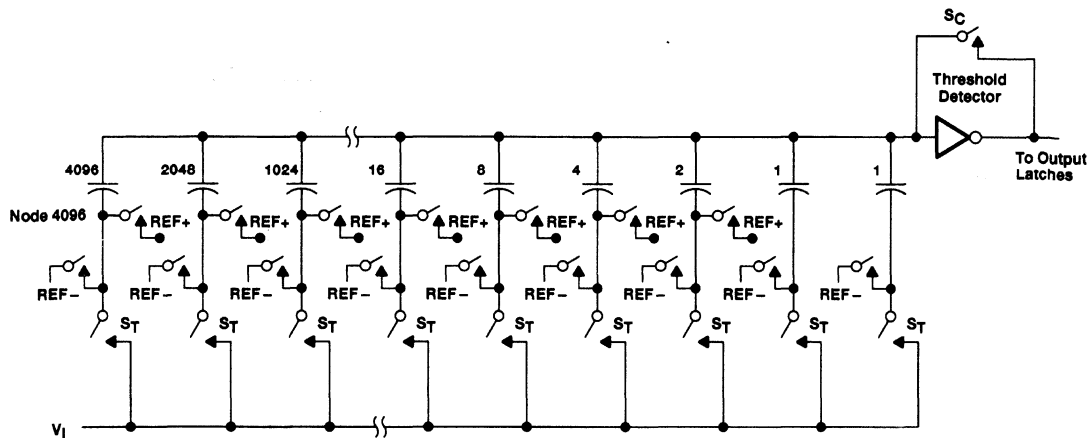 SC
Threshold
Detector
To Output
Latches
4096 2048 1024 16 8 4 2 1 1
Node 4096 REF+ REF+ REF+ REF+ REF+ REF+ REF+
REF− REF− REF− REF− REF− REF− REF− REF− REF−
ST ST ST ST ST ST ST ST ST
VI